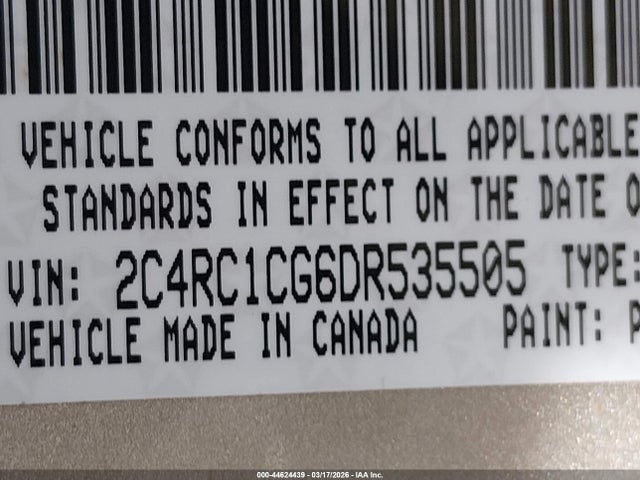 VEHICLE CONFORMS TO ALL APPLICABLE
STANDARDS IN EFFECT ON THE DATE O
VIN: 2C4RC1CG6DR535505 TYPE:
VEHICLE MADE IN CANADA PAINT: P
000-44624439 - 03/17/2026 - IAA Inc.